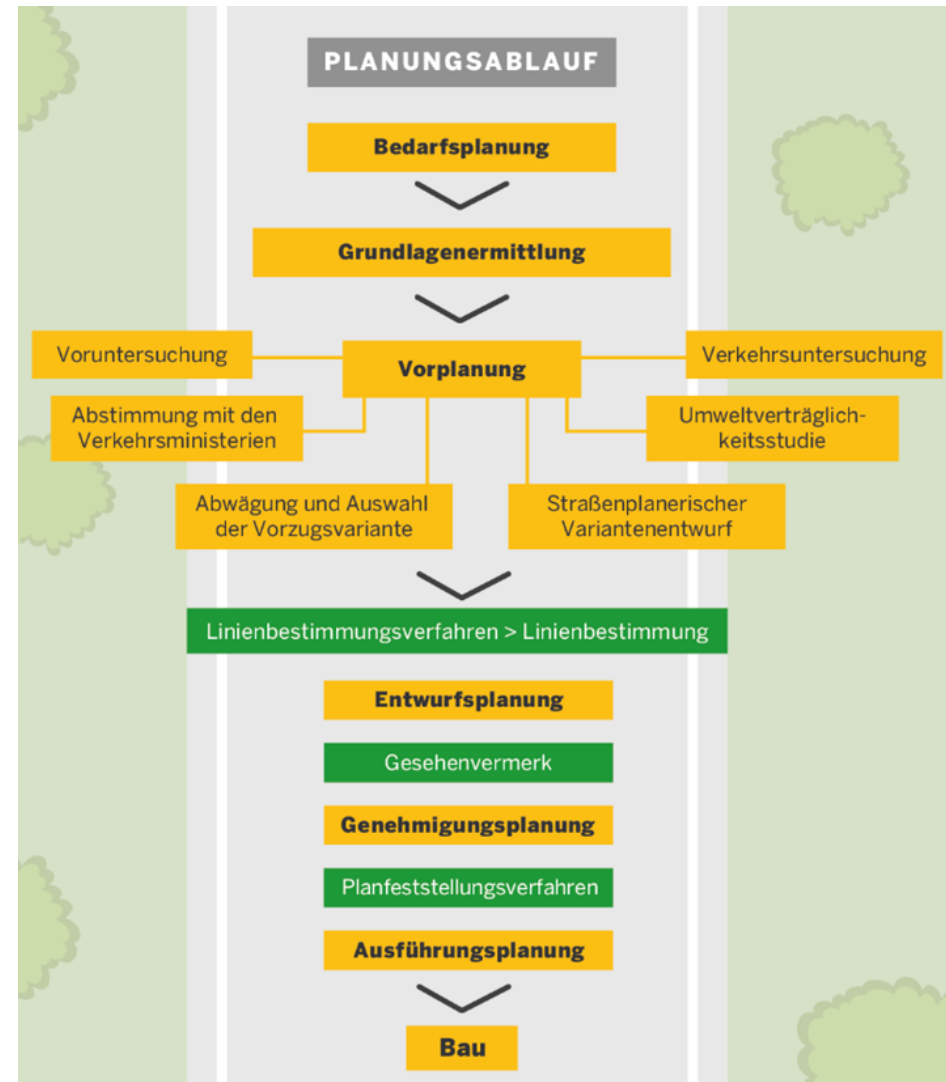 PLANUNGSABLAUF
Bedarfsplanung
Grundlagenermittlung
Voruntersuchung
Vorplanung
Verkehrsuntersuchung
Abstimmung mit den
Verkehrsministerien
Umweltverträglich-
keitsstudie
Abwägung und Auswahl
der Vorzugsvariante
Straßenplanerischer
Variantenentwurf
Linienbestimmungsverfahren > Linienbestimmung
Entwurfsplanung
Gesehenvermerk
Genehmigungsplanung
Planfeststellungsverfahren
Ausführungsplanung
Bau